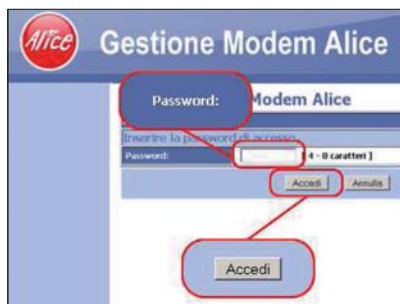 Alice
Gestione Modem Alice
Password:
Modem Alice
Inserire la password di accesso
Password:
[ 4 - 8 caratteri ]
Accedi
Annulla
Accedi